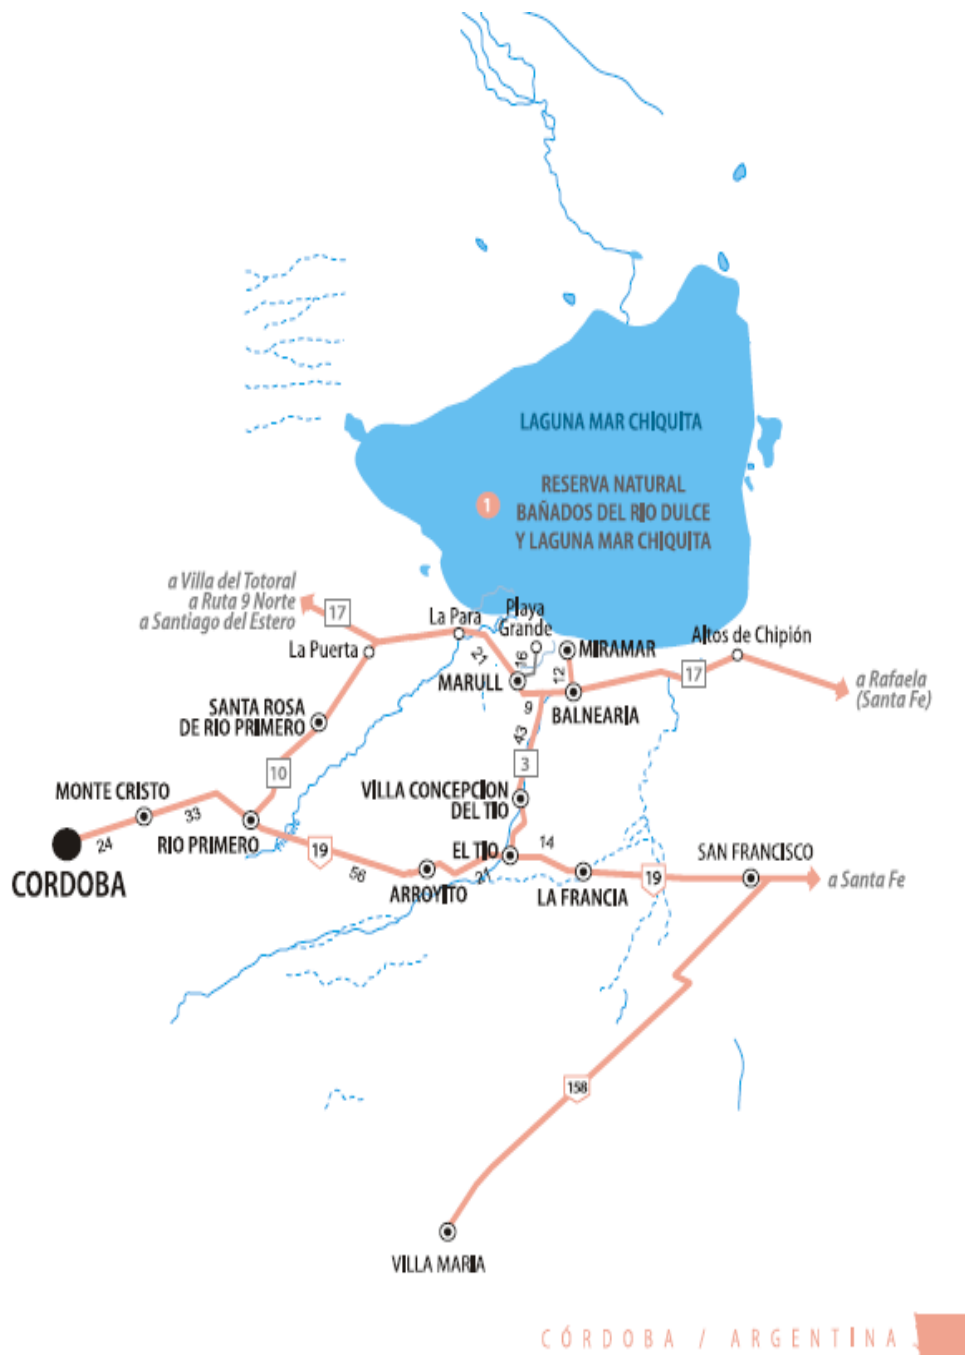 LAGUNA MAR CHIQUITA
RESERVA NATURAL
1
BAÑADOS DEL RIO DULCE
Y LAGUNA MAR CHIQUITA
a Villa del Totoral
a Ruta 9 Norte
a Santiago del Estero
17
La Para
Playa
Grande
La Puerta
21
16
MIRAMAR
Altos de Chipión
MARULL
12
17
a Rafaela
(Santa Fe)
9
BALNEARIA
SANTA ROSA
DE RIO PRIMERO
43
3
10
VILLA CONCEPCION
DEL TIO
MONTE CRISTO
33
24
RIO PRIMERO
19
EL TIO
14
SAN FRANCISCO
CORDOBA
56
ARROYITO
21
LA FRANCIA
19
a Santa Fe
158
VILLA MARIA
CÓRDOBA / ARGENTINA